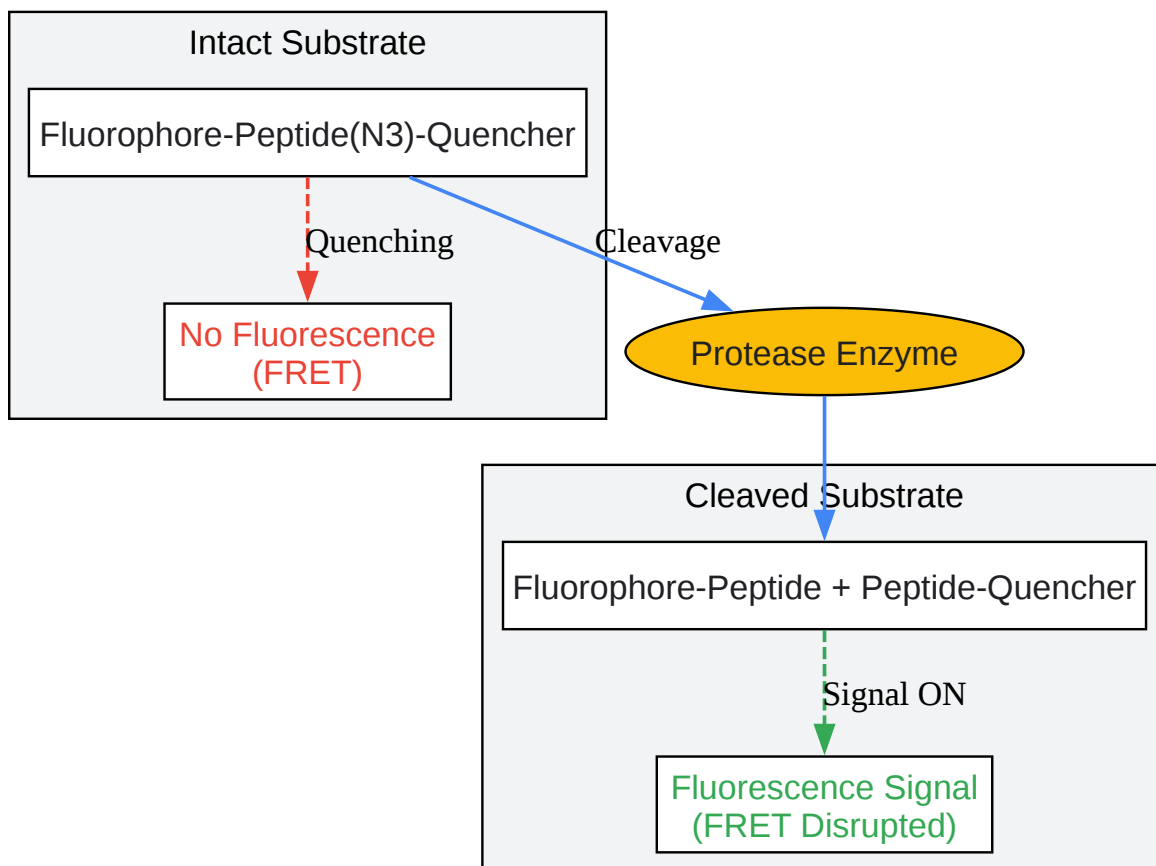 Intact Substrate
Fluorophore-Peptide(N3)-Quencher
Quenching
Cleavage
No Fluorescence
(FRET)
Protease Enzyme
Cleaved Substrate
Fluorophore-Peptide + Peptide-Quencher
Signal ON
Fluorescence Signal
(FRET Disrupted)